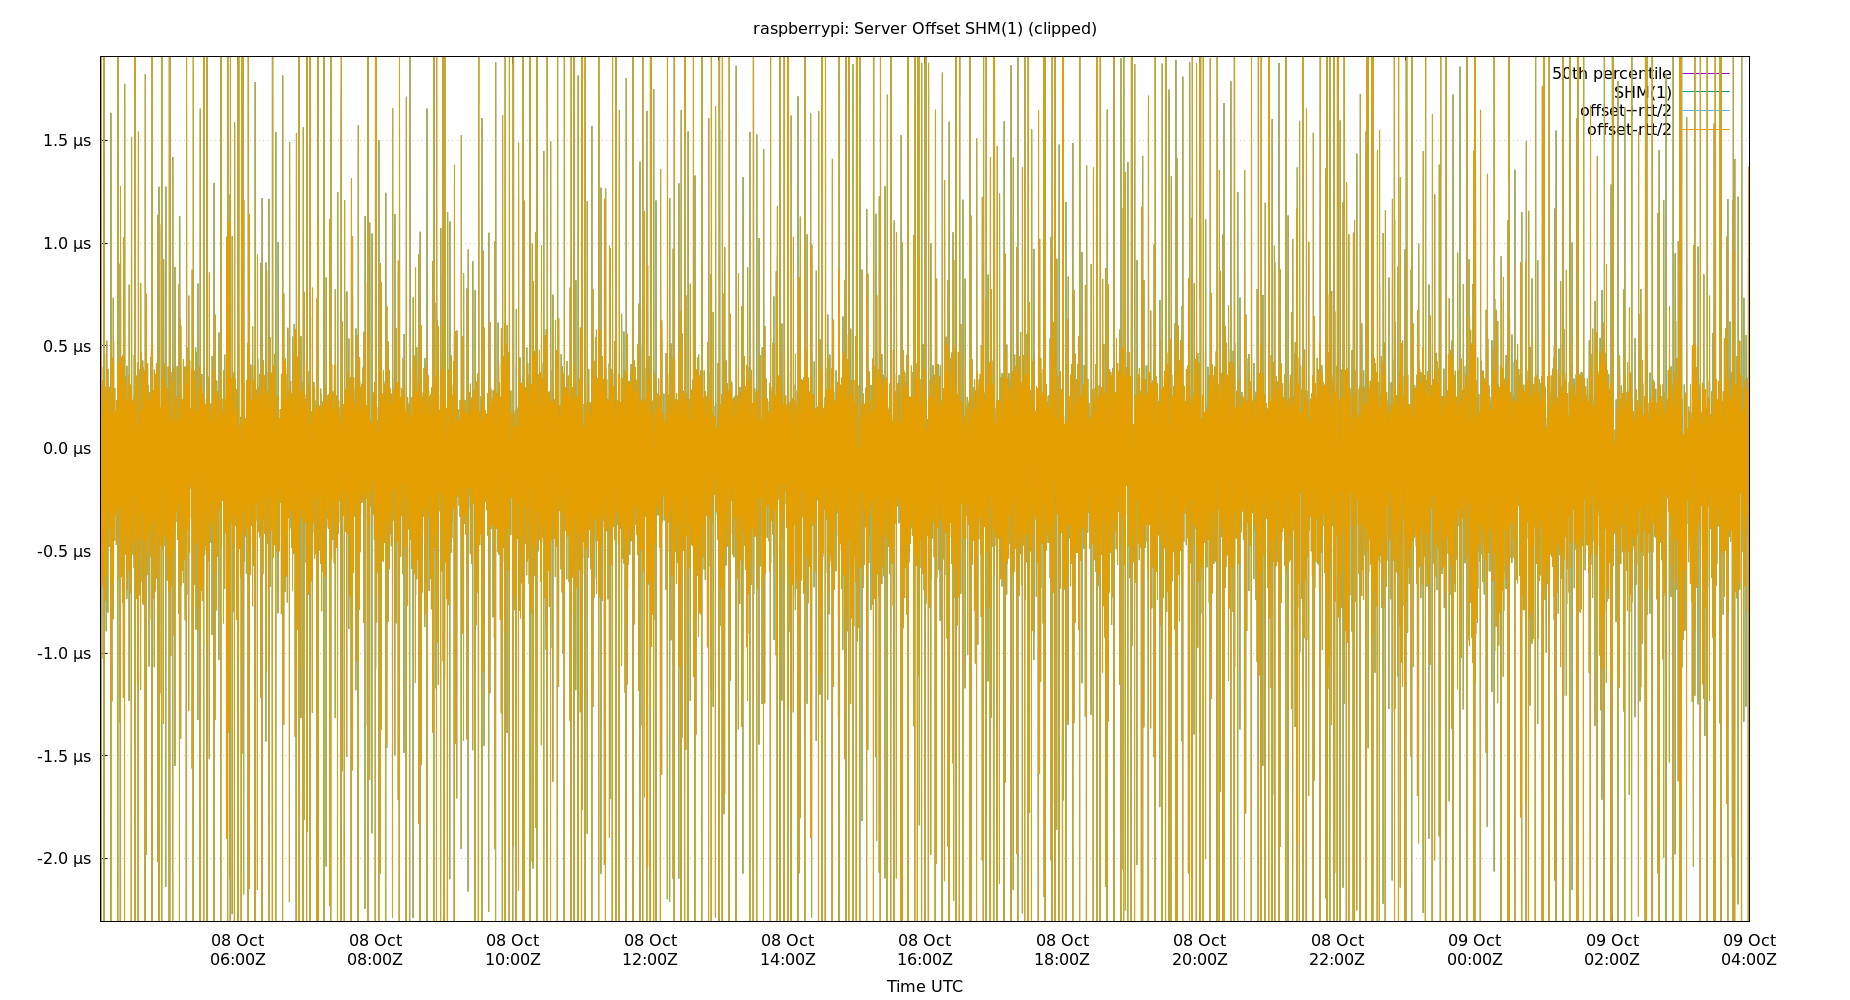 raspberrypi: Server Offset SHM(1) (clipped)
50th percentile
SHM(1)
offset+rtt/2
offset-rtt/2
1.5 µs
1.0 µs
0.5 µs
0.0 µs
-0.5 µs
-1.0 µs
-1.5 µs
-2.0 µs
08 Oct 08 Oct 08 Oct 08 Oct 08 Oct 08 Oct 08 Oct 08 Oct 08 Oct 09 Oct 09 Oct 09 Oct
06:00Z 08:00Z 10:00Z 12:00Z 14:00Z 16:00Z 18:00Z 20:00Z 22:00Z 00:00Z 02:00Z 04:00Z
Time UTC